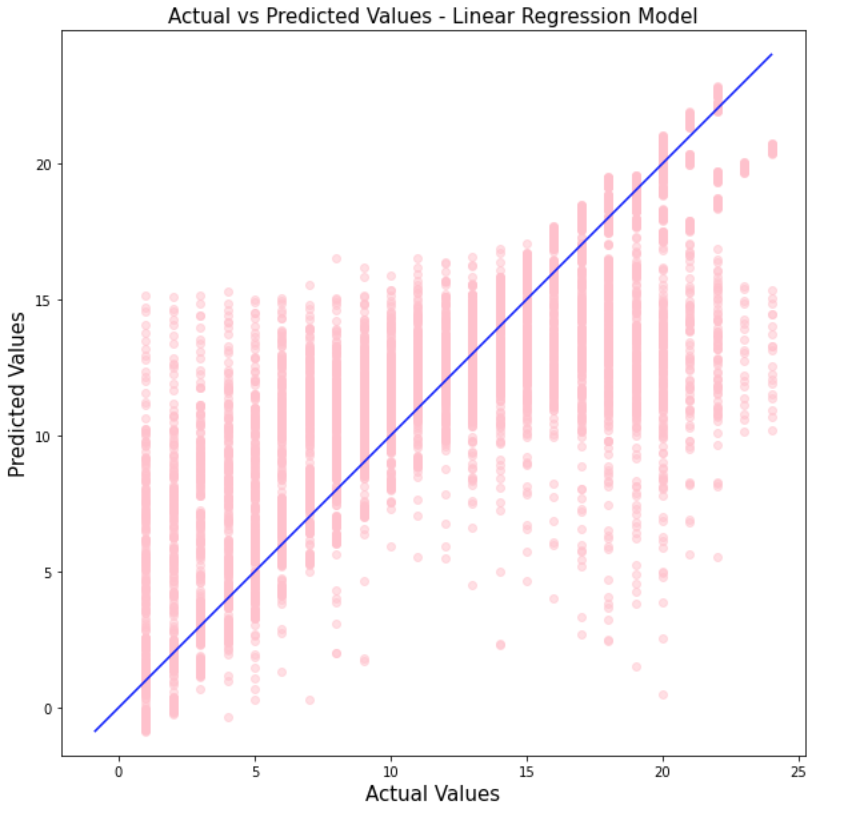 Actual vs Predicted Values - Linear Regression Model
Predicted Values
20
15
10
5
0
0 5 10 15 20 25
Actual Values